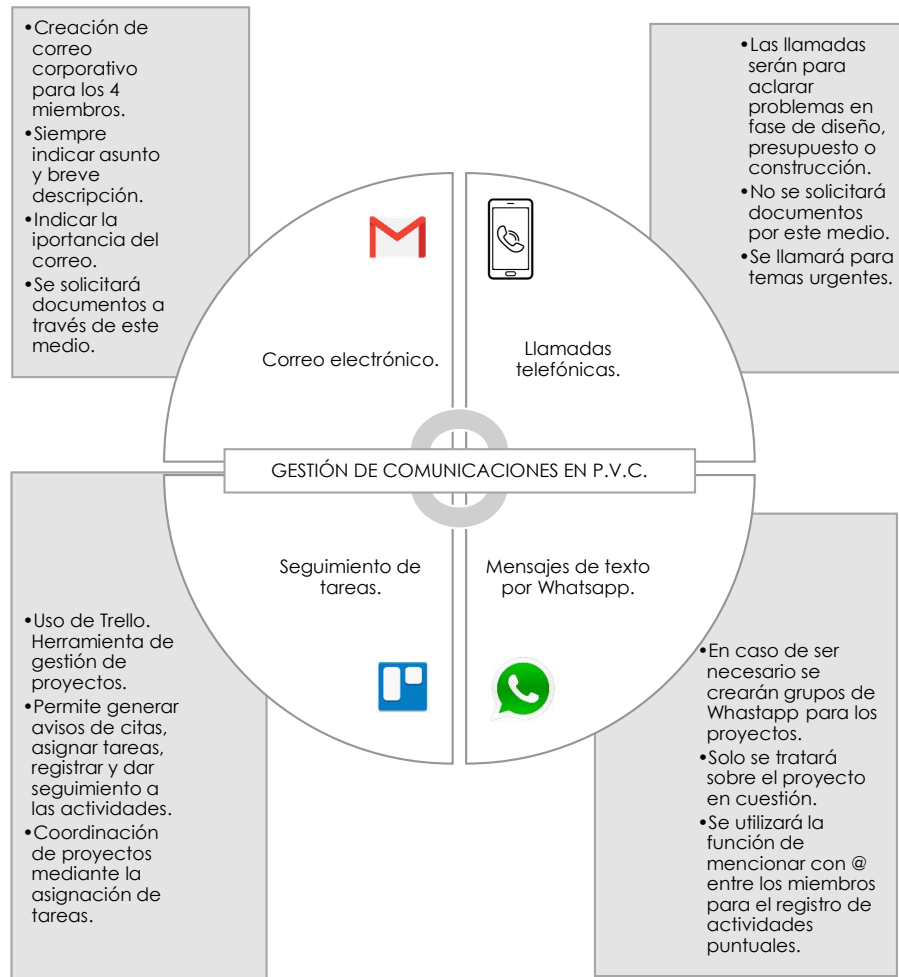 •Creación de
correo
corporativo
para los 4
miembros.
•Siempre
indicar asunto
y breve
descripción.
•Indicar la
iportancia del
correo.
•Se solicitará
documentos a
través de este
medio.
•Las llamadas
serán para
aclarar
problemas en
fase de diseño,
presupuesto o
construcción.
•No se solicitará
documentos
por este medio.
•Se llamará para
temas urgentes.
Correo electrónico.
Llamadas
telefónicas.
GESTIÓN DE COMUNICACIONES EN P.V.C.
Seguimiento de
tareas.
Mensajes de texto
por Whatsapp.
•Uso de Trello.
Herramienta de
gestión de
proyectos.
•Permite generar
avisos de citas,
asignar tareas,
registrar y dar
seguimiento a
las actividades.
•Coordinación
de proyectos
mediante la
asignación de
tareas.
•En caso de ser
necesario se
crearán grupos de
Whastapp para los
proyectos.
•Solo se tratará
sobre el proyecto
en cuestión.
•Se utilizará la
función de
mencionar con @
entre los miembros
para el registro de
actividades
puntuales.